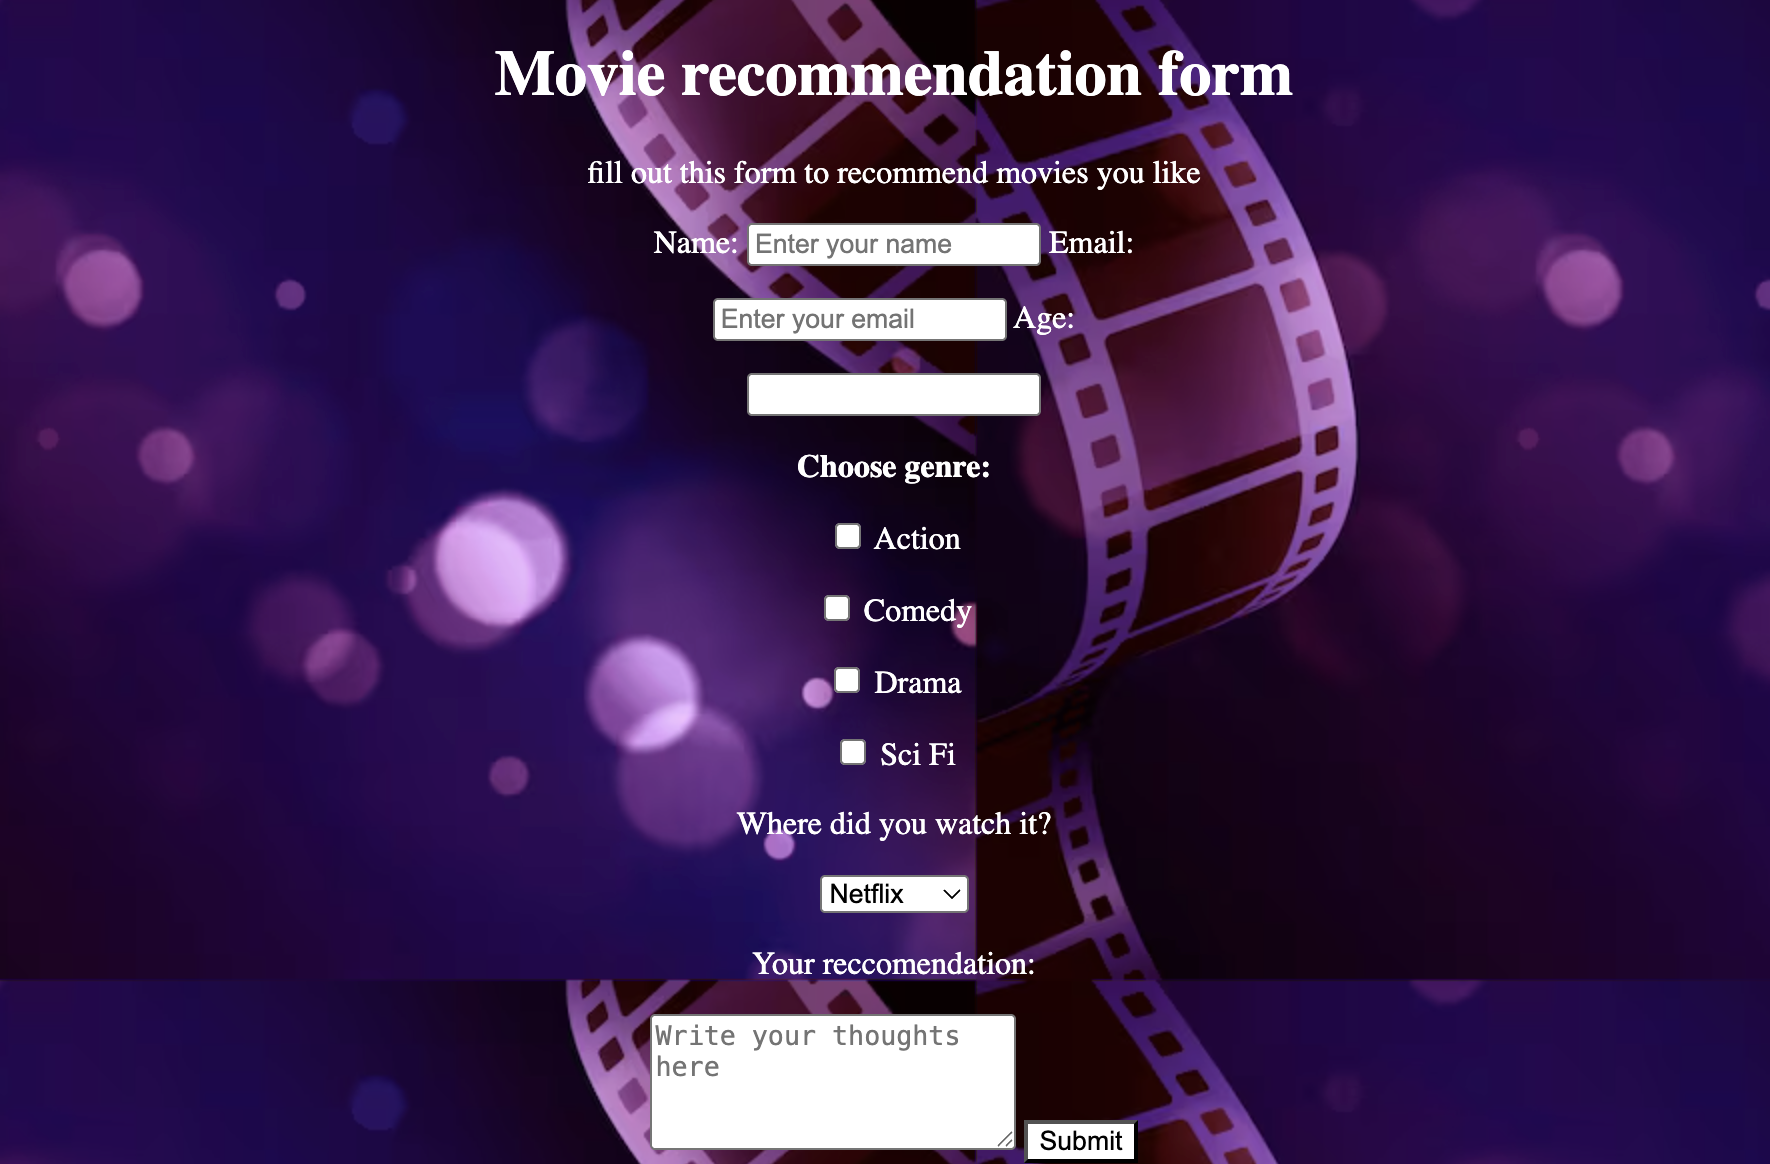 Movie recommendation form
fill out this form to recommend movies you like
Name: Enter your name Email:
Enter your email Age:
Choose genre:
Action
Comedy
Drama
Sci Fi
Where did you watch it?
Netflix
Your reccomendation:
Write your thoughts
here
Submit